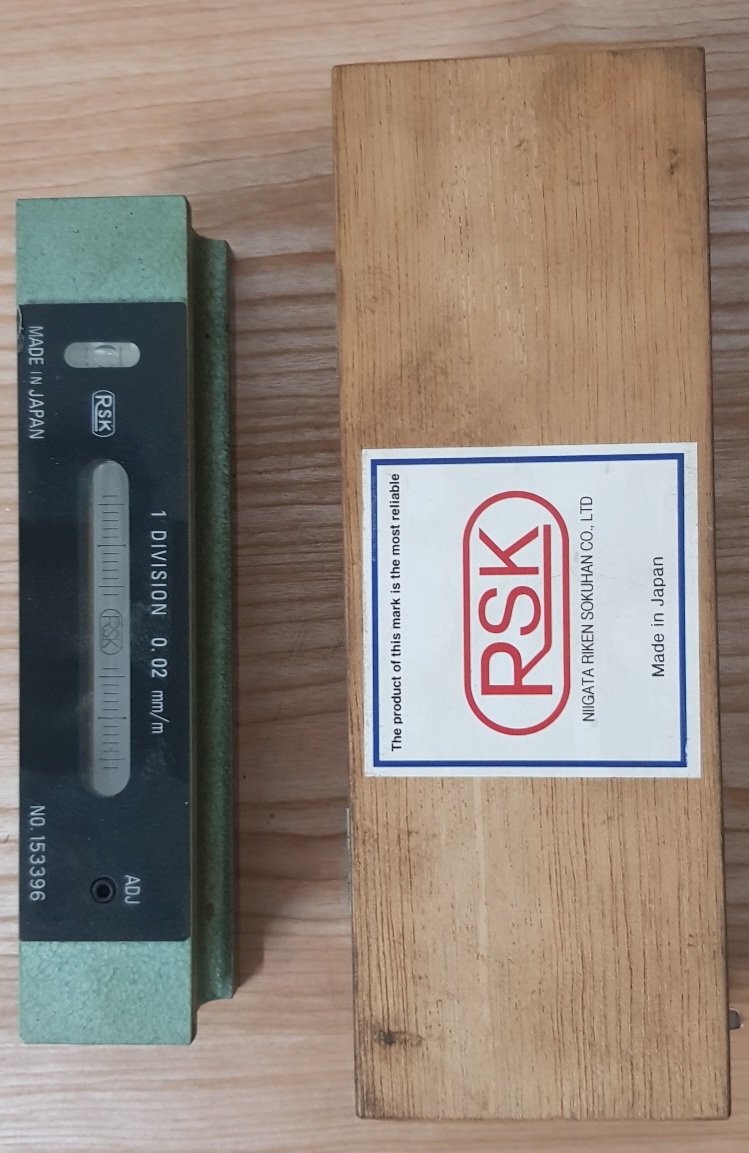 MADE IN JAPAN
RSK
1 DIVISION 0.02 mm/m
RSK
NO.153396
ADJ
The product of this mark is the most reliable
RSK
NIIGATA RIKEN SOKUHAN CO., LTD
Made in Japan